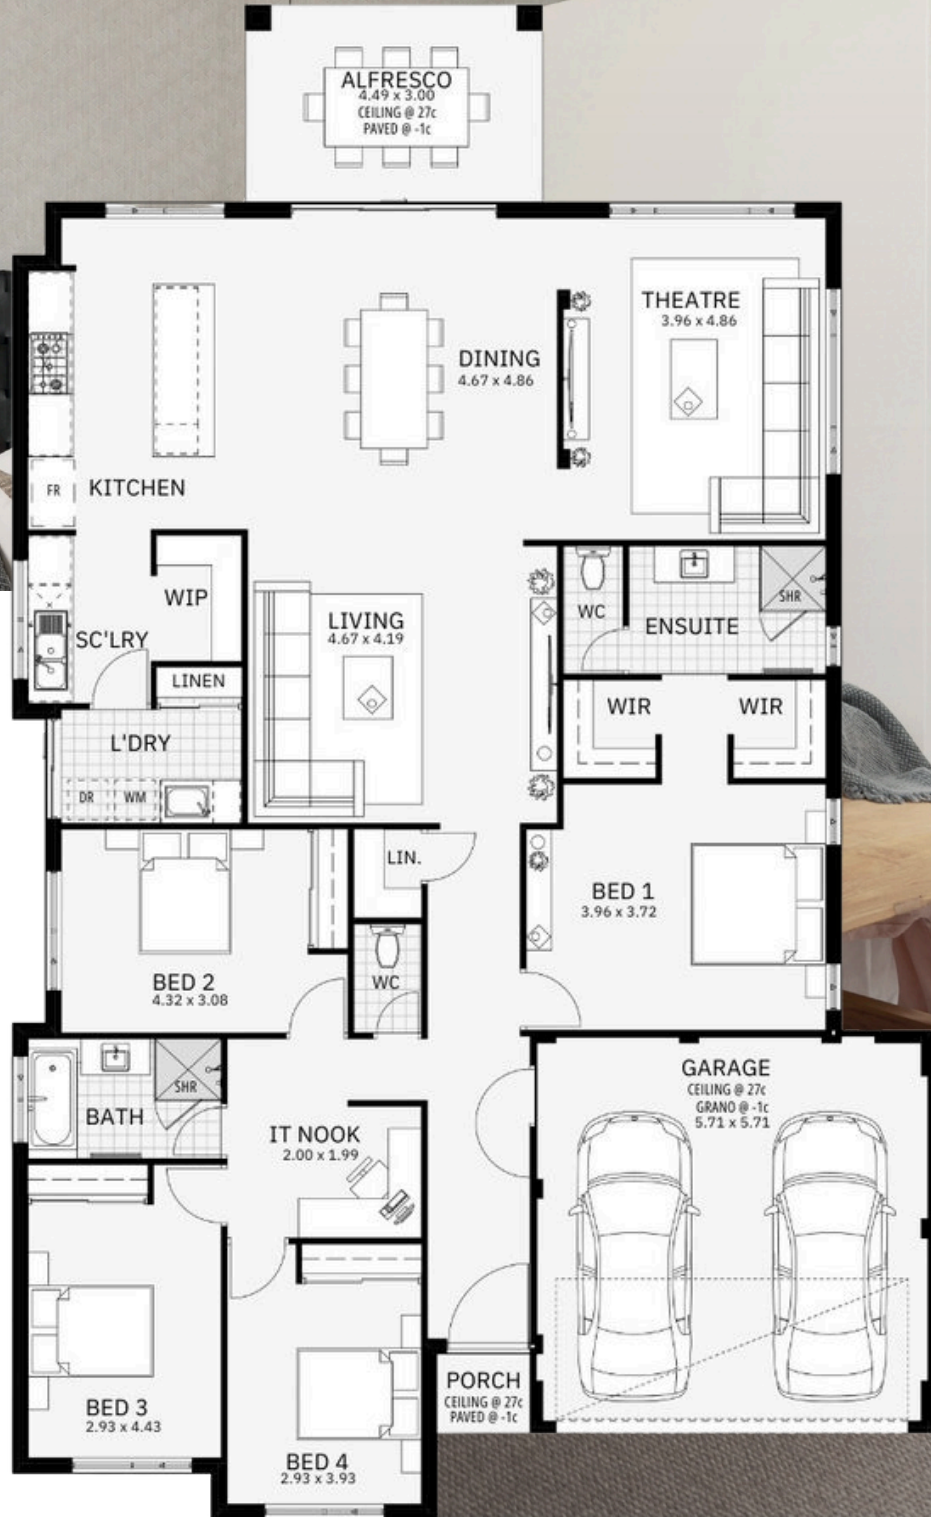 ALFRESCO
4.49 x 3.00
CEILING @ 27c
PAVED @ -1c
THEATRE
3.96 x 4.86
DINING
4.67 x 4.86
FR
KITCHEN
WIP
SC'LRY
LIVING
4.67 x 4.19
WC
ENSUITE
SHR
LINEN
WIR
WIR
L'DRY
DR
WM
LIN.
BED 1
3.96 x 3.72
BED 2
4.32 x 3.08
WC
SHR
BATH
IT NOOK
2.00 x 1.99
GARAGE
CEILING @ 27c
GRANO @ -1c
5.71 x 5.71
BED 3
2.93 x 4.43
PORCH
CEILING @ 27c
PAVED @ -1c
BED 4
2.93 x 3.93